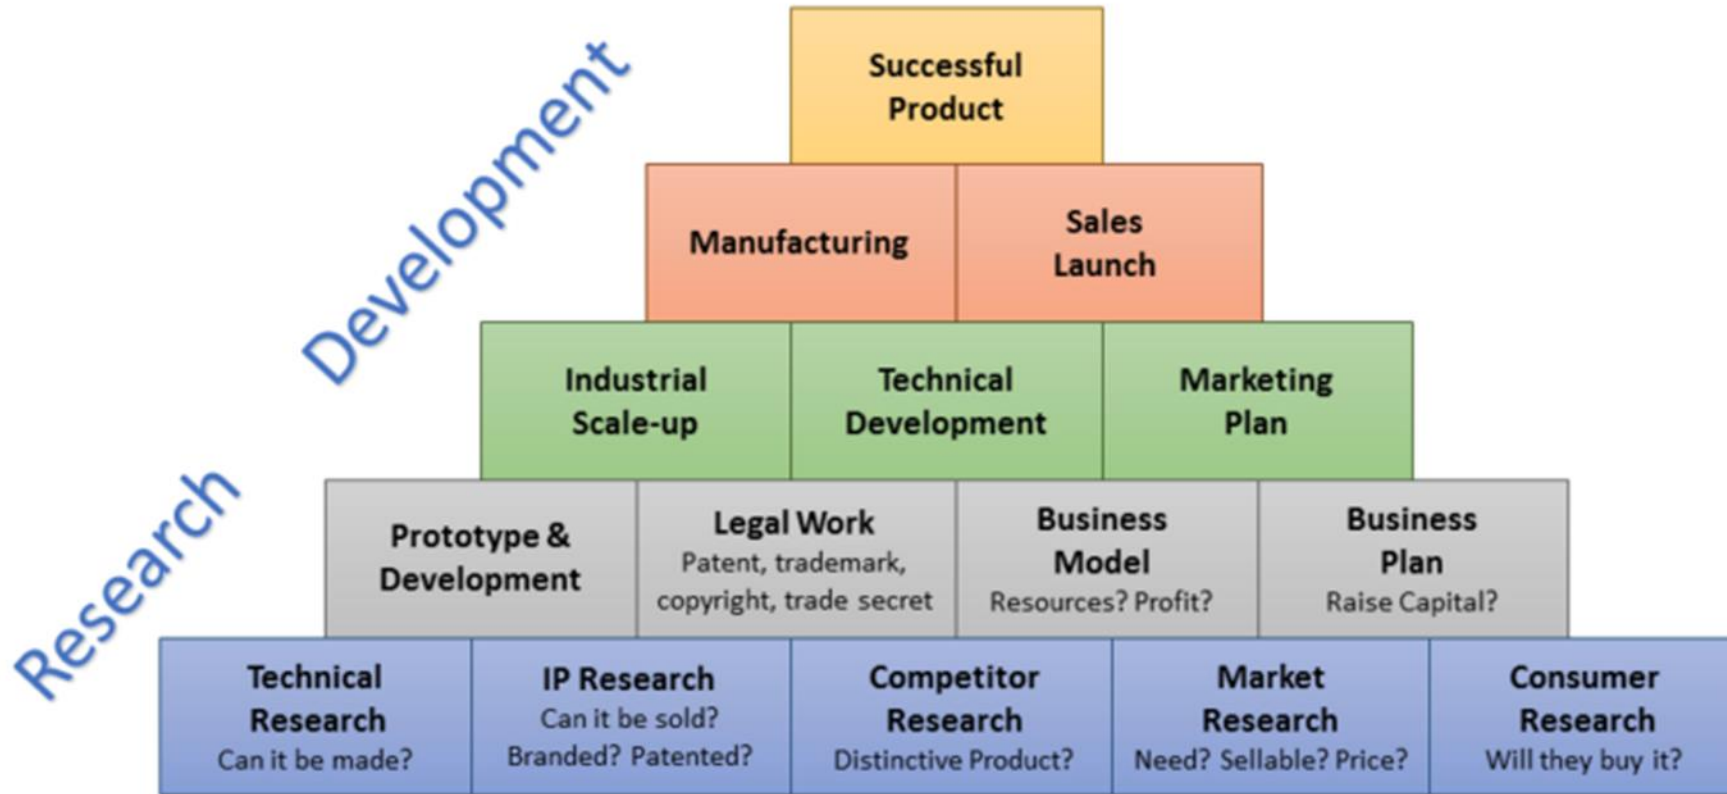 Development
Research
Successful
Product
Manufacturing
Sales
Launch
Industrial
Scale-up
Technical
Development
Marketing
Plan
Prototype &
Development
Legal Work
Patent, trademark,
copyright, trade secret
Business
Model
Resources? Profit?
Business
Plan
Raise Capital?
Technical
Research
Can it be made?
IP Research
Can it be sold?
Branded? Patented?
Competitor
Research
Distinctive Product?
Market
Research
Need? Sellable? Price?
Consumer
Research
Will they buy it?